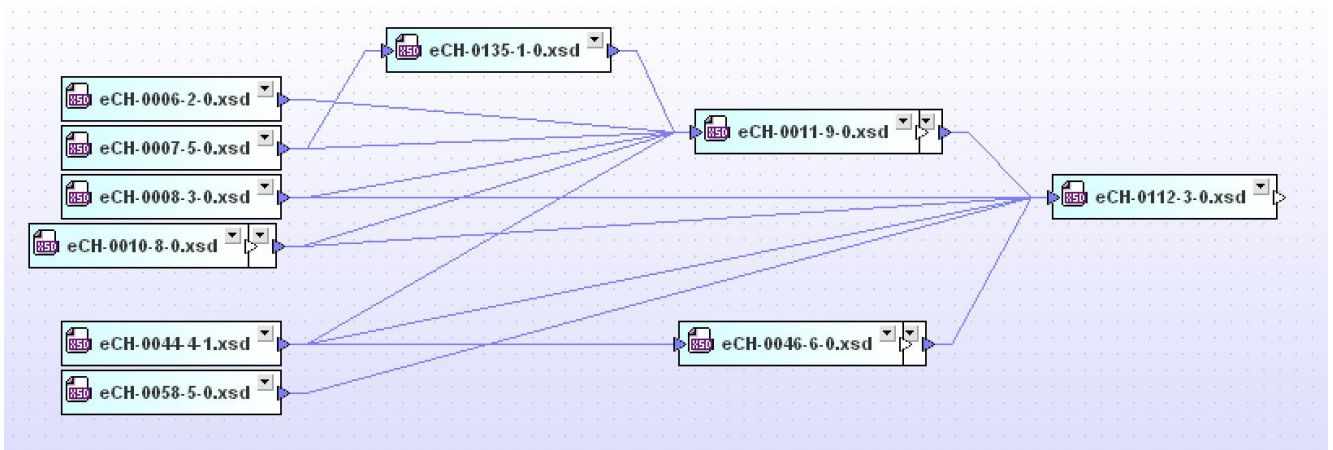 eCH-0135-1-0.xsd
eCH-0006-2-0.xsd
eCH-0007-5-0.xsd
eCH-0011-9-0.xsd
eCH-0008-3-0.xsd
eCH-0112-3-0.xsd
eCH-0010-8-0.xsd
eCH-0044-4-1.xsd
eCH-0046-6-0.xsd
eCH-0058-5-0.xsd